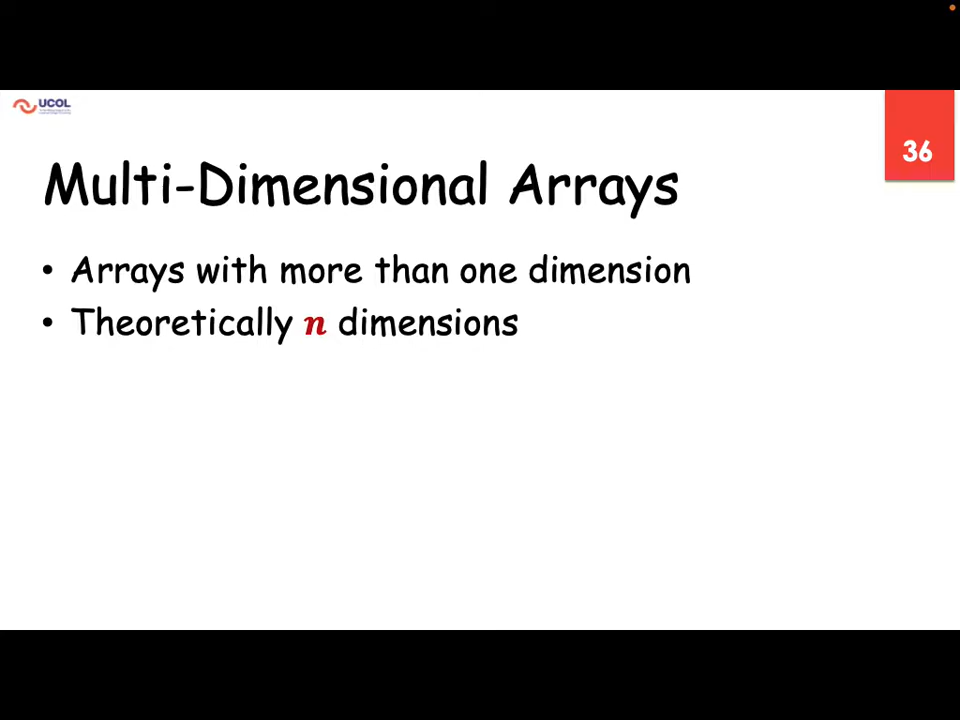 UCOL
36
Multi-Dimensional Arrays
• Arrays with more than one dimension
• Theoretically n dimensions